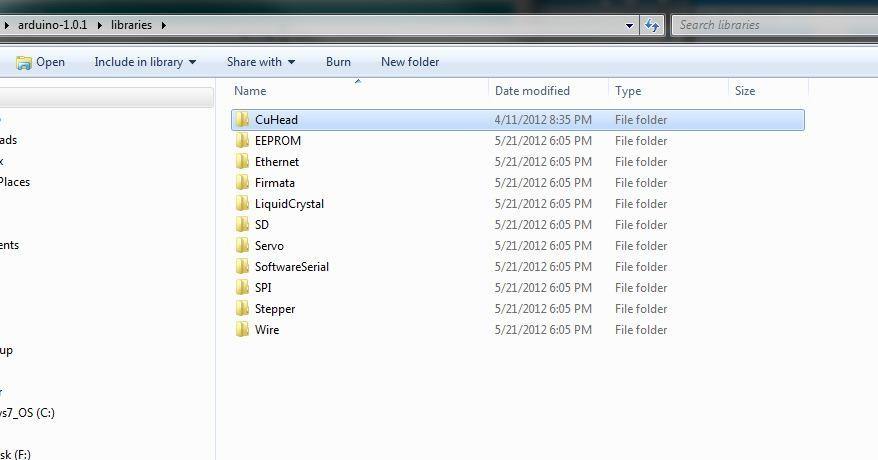 arduino-1.0.1 libraries Search libraries
Open Include in library Share with Burn New folder
Name Date modified Type Size
CuHead 4/11/2012 8:35 PM File folder
EEPROM 5/21/2012 6:05 PM File folder
ads
Ethernet 5/21/2012 6:05 PM File folder
x
Firmata 5/21/2012 6:05 PM File folder
Places
LiquidCrystal 5/21/2012 6:05 PM File folder
SD 5/21/2012 6:05 PM File folder
Servo 5/21/2012 6:05 PM File folder
ents
SoftwareSerial 5/21/2012 6:05 PM File folder
SPI 5/21/2012 6:05 PM File folder
Stepper 5/21/2012 6:05 PM File folder
Wire 5/21/2012 6:05 PM File folder
up
r
s7_OS (C:)
sk (F:)